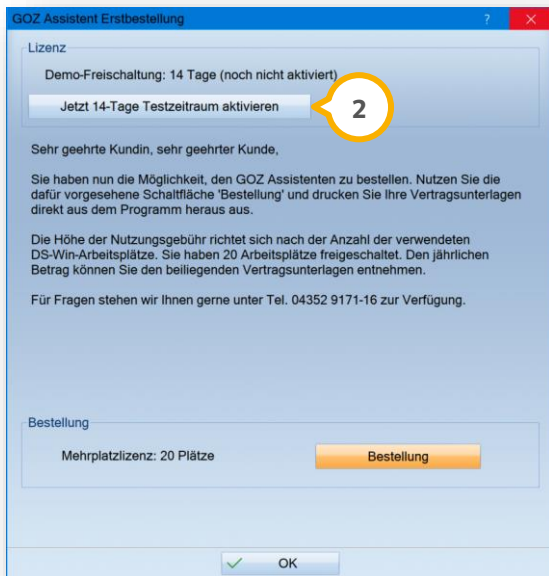 GOZ Assistent Erstbestellung
?
Lizenz
Demo-Freischaltung: 14 Tage (noch nicht aktiviert)
Jetzt 14-Tage Testzeitraum aktivieren
2
Sehr geehrte Kundin, sehr geehrter Kunde,
Sie haben nun die Möglichkeit, den GOZ Assistenten zu bestellen. Nutzen Sie die
dafür vorgesehene Schaltfläche 'Bestellung' und drucken Sie Ihre Vertragsunterlagen
direkt aus dem Programm heraus aus.
Die Höhe der Nutzungsgebühr richtet sich nach der Anzahl der verwendeten
DS-Win-Arbeitsplätze. Sie haben 20 Arbeitsplätze freigeschaltet. Den jährlichen
Betrag können Sie den beiliegenden Vertragsunterlagen entnehmen.
Für Fragen stehen wir Ihnen gerne unter Tel. 04352 9171-16 zur Verfügung.
Bestellung
Mehrplatzlizenz: 20 Plätze
Bestellung
OK